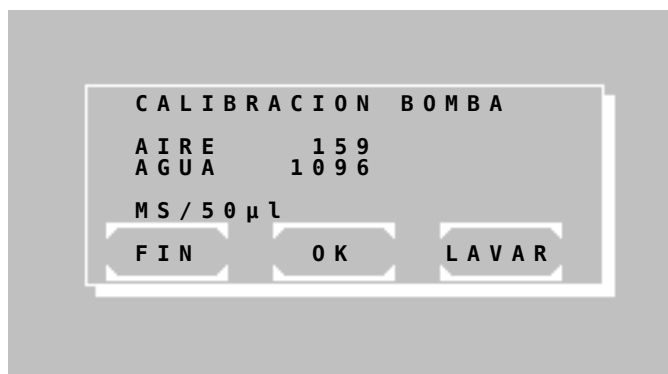 CALIBRACION BOMBA
AIRE 159
AGUA 1096
MS/50µl
FIN OK LAVAR